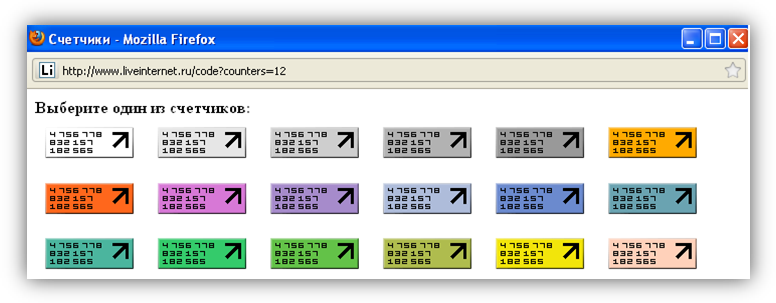 Счетчики - Mozilla Firefox
Li http://www.liveinternet.ru/code?counters=12
Выберите один из счетчиков:
4 756 778 4 756 778 4 756 778 4 756 778 4 756 778 4 756 778
832 157 832 157 832 157 832 157 832 157 832 157
182 565 182 565 182 565 182 565 182 565 182 565
4 756 778 4 756 778 4 756 778 4 756 778 4 756 778 4 756 778
832 157 832 157 832 157 832 157 832 157 832 157
182 565 182 565 182 565 182 565 182 565 182 565
4 756 778 4 756 778 4 756 778 4 756 778 4 756 778 4 756 778
832 157 832 157 832 157 832 157 832 157 832 157
182 565 182 565 182 565 182 565 182 565 182 565